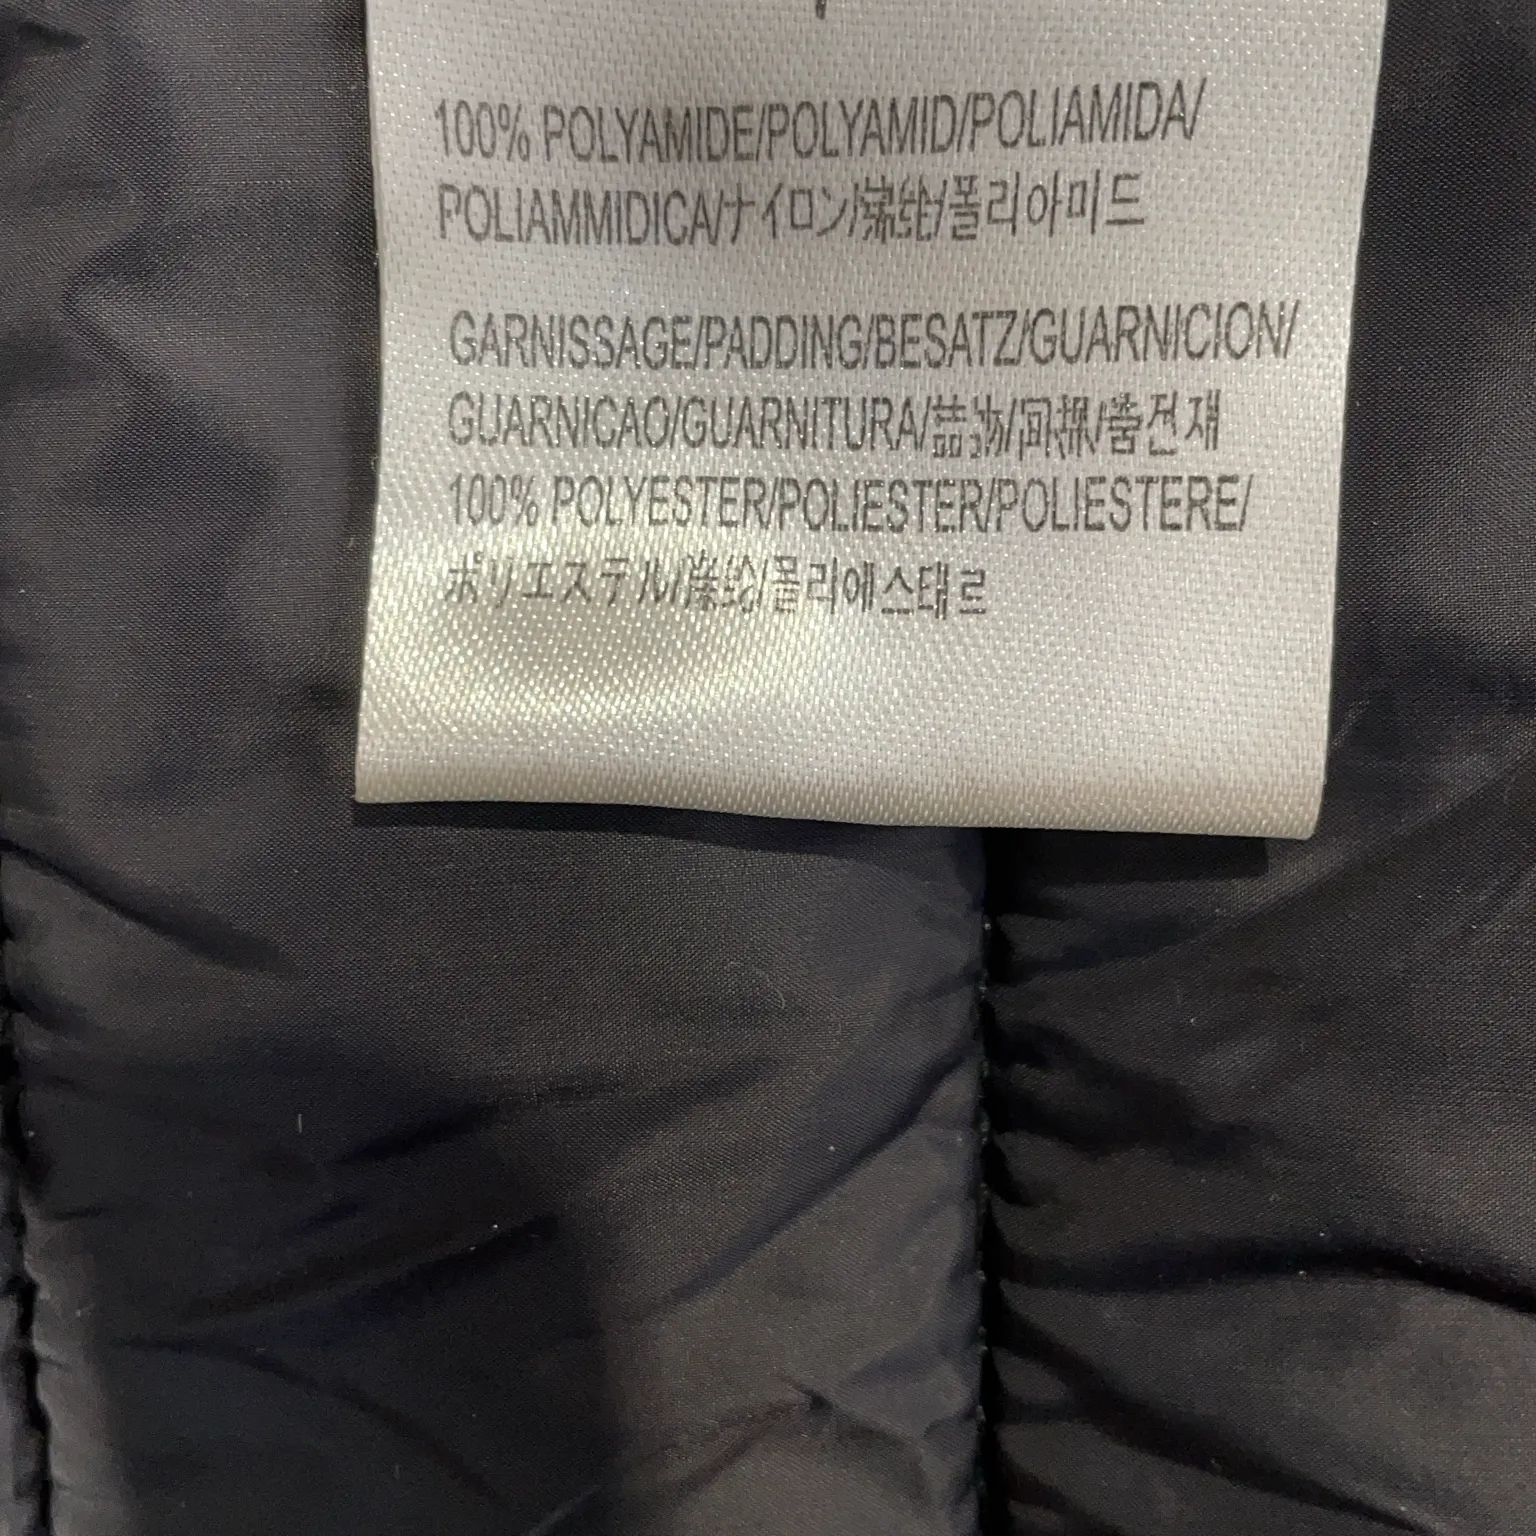 100% POLYAMIDE/POLYAMID/POLIAMIDA/
POLIAMMIDICA/ナイロン/폴리아미드
GARNISSAGE/PADDING/BESATZ/GUARNICION/
GUARNICAO/GUARNITURA/충전재
100% POLYESTER/POLIESTER/POLIESTERE/
ポリエステル/폴리에스테르